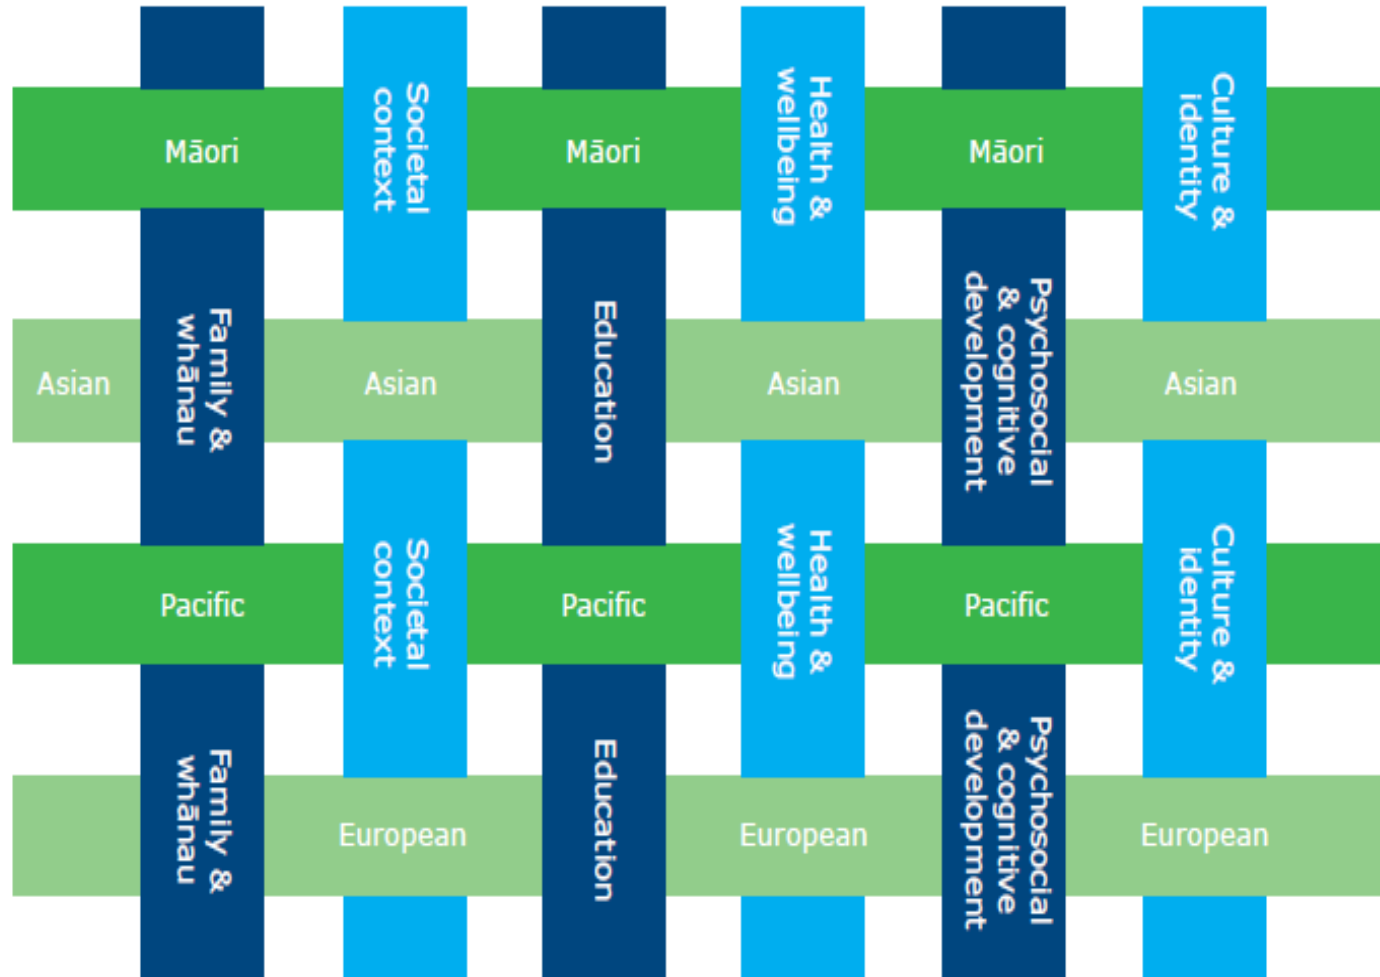 Societal
context
Health &
wellbeing
Culture &
identity
Māori
Māori
Māori
Family &
whānau
Education
Psychosocial
& cognitive
development
Asian
Asian
Asian
Asian
Societal
context
Health &
wellbeing
Culture &
identity
Pacific
Pacific
Pacific
Family &
whānau
Education
Psychosocial
& cognitive
development
European
European
European